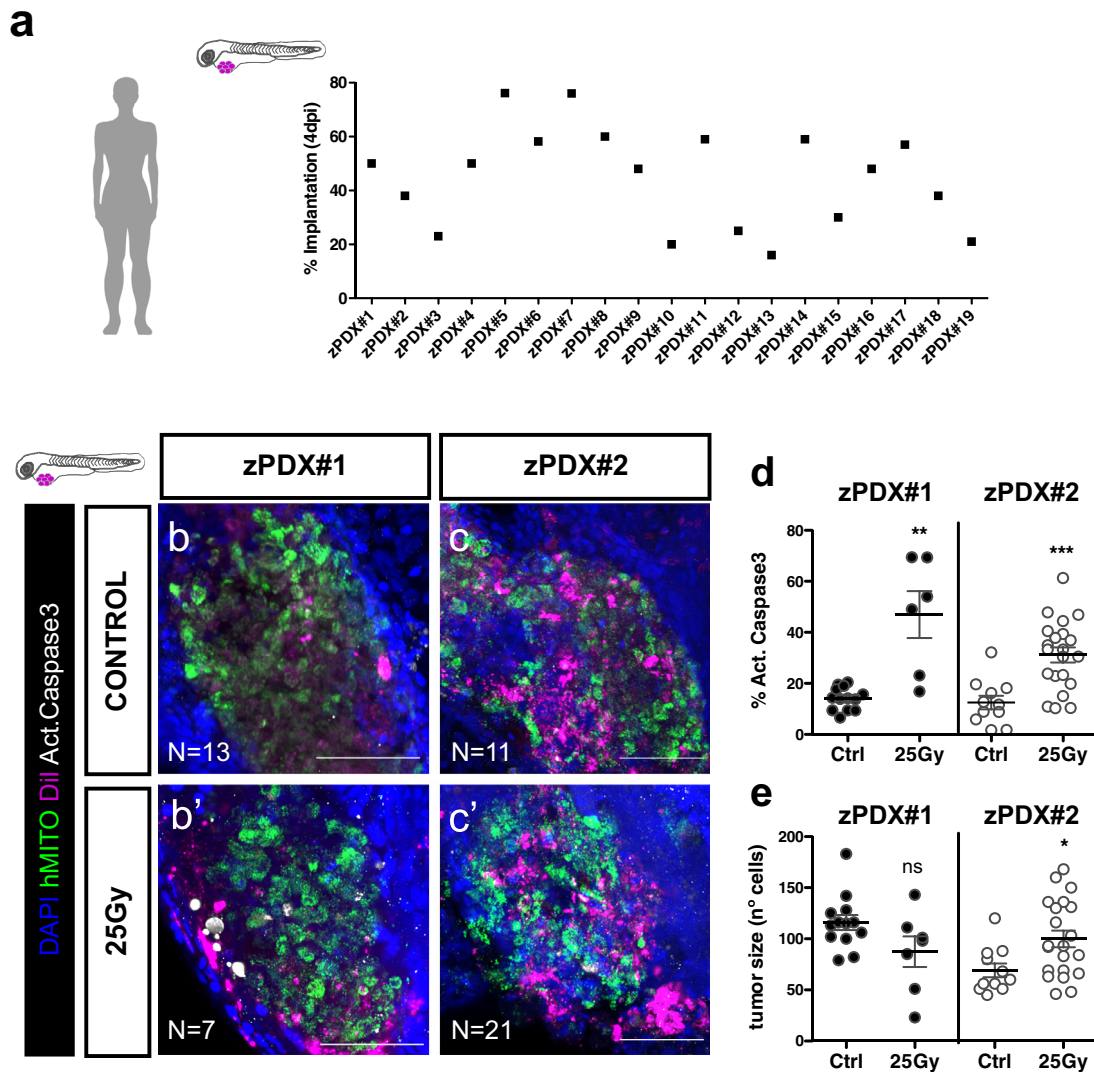 a
% Implantation (4dpi)
80
60
40
20
0
zPDX#1
zPDX#2
zPDX#3
zPDX#4
zPDX#5
zPDX#6
zPDX#7
zPDX#8
zPDX#9
zPDX#10
zPDX#11
zPDX#12
zPDX#13
zPDX#14
zPDX#15
zPDX#16
zPDX#17
zPDX#18
zPDX#19
zPDX#1
zPDX#2
DAPI hMITO DiI Act.Caspase3
CONTROL
25Gy
b
N=13
c
N=11
b’
N=7
c’
N=21
d
zPDX#1
zPDX#2
% Act. Caspase3
80
60
40
20
0
**
***
Ctrl
25Gy
Ctrl
25Gy
e
zPDX#1
zPDX#2
tumor size (nº cells)
200
150
100
50
0
ns
*
Ctrl
25Gy
Ctrl
25Gy